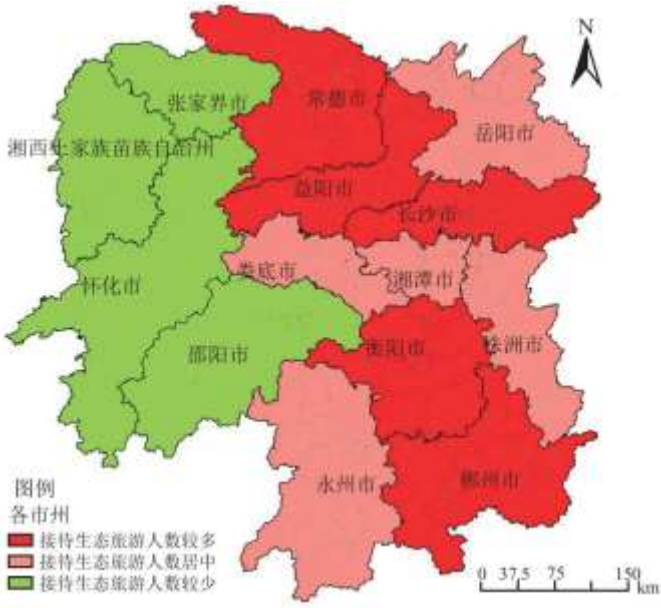 N
张家界市
常德市
岳阳市
湘西土家族苗族自治州
益阳市
长沙市
娄底市
湘潭市
怀化市
邵阳市
衡阳市
株洲市
永州市
郴州市
图例
各市州
接待生态旅游人数较多
接待生态旅游人数居中
接待生态旅游人数较少
0 37.5 75 150
km